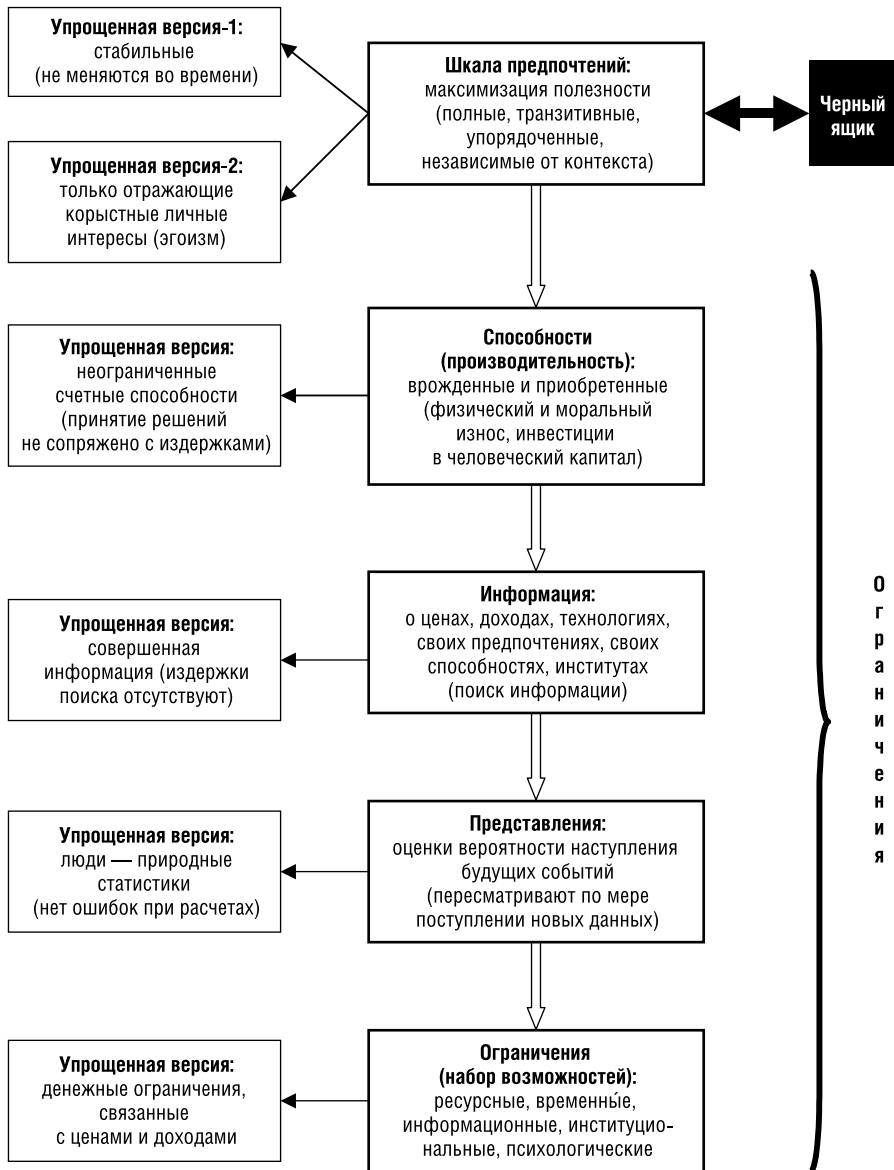 Упрощенная версия-1:
стабильные
(не меняются во времени)
Шкала предпочтений:
максимизация полезности
(полные, транзитивные,
упорядоченные,
независимые от контекста)
Черный
ящик
Упрощенная версия-2:
только отражающие
корыстные личные
интересы (эгоизм)
Упрощенная версия:
неограниченные
счетные способности
(принятие решений
не сопряжено с издержками)
Способности
(производительность):
врожденные и приобретенные
(физический и моральный
износ, инвестиции
в человеческий капитал)
Упрощенная версия:
совершенная
информация (издержки
поиска отсутствуют)
Информация:
о ценах, доходах, технологиях,
своих предпочтениях, своих
способностях, институтах
(поиск информации)
Упрощенная версия:
люди — природные
статистики
(нет ошибок при расчетах)
Представления:
оценки вероятности наступления
будущих событий
(пересматривают по мере
поступлении новых данных)
Упрощенная версия:
денежные ограничения,
связанные
с ценами и доходами
Ограничения
(набор возможностей):
ресурсные, временны́е,
информационные, институцио-
нальные, психологические
О
г
р
а
н
и
ч
е
н
и
я